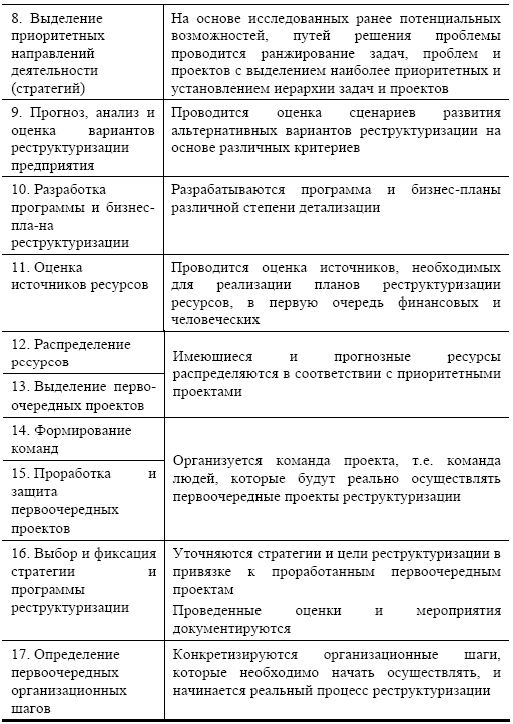 8. Выделение
приоритетных
направлений
деятельности
(стратегий)
На основе исследованных ранее потенциальных
возможностей, путей решения проблемы
проводится ранжирование задач, проблем и
проектов с выделением наиболее приоритетных и
установлением иерархии задач и проектов
9. Прогноз, анализ и
оценка вариантов
реструктуризации
предприятия
Проводится оценка сценариев развития
альтернативных вариантов реструктуризации на
основе различных критериев
10. Разработка
программы и бизнес-
пла-на
реструктуризации
Разрабатываются программа и бизнес-планы
различной степени детализации
11. Оценка
источников ресурсов
Проводится оценка источников, необходимых
для реализации планов реструктуризации
ресурсов, в первую очередь финансовых и
человеческих
12. Распределение
рссурсов
13. Выделение перво-
очередных проектов
Имеющиеся и прогнозные ресурсы
распределяются в соответствии с приоритетными
проектами
14. Формирование
команд
15. Проработка и
защита
первоочередных
проектов
Организуется команда проекта, т.е. команда
людей, которые будут реально осуществлять
первоочередные проекты реструктуризации
16. Выбор и фиксация
стратегии и
программы
реструктуризации
Уточняются стратегии и цели реструктуризации в
привязке к проработанным первоочередным
проектам
Проведенные оценки и мероприятия
документируются
17. Определение
первоочередных
организационных
шагов
Конкретизируются организационные шаги,
которые необходимо начать осуществлять, и
начинается реальный процесс реструктуризации